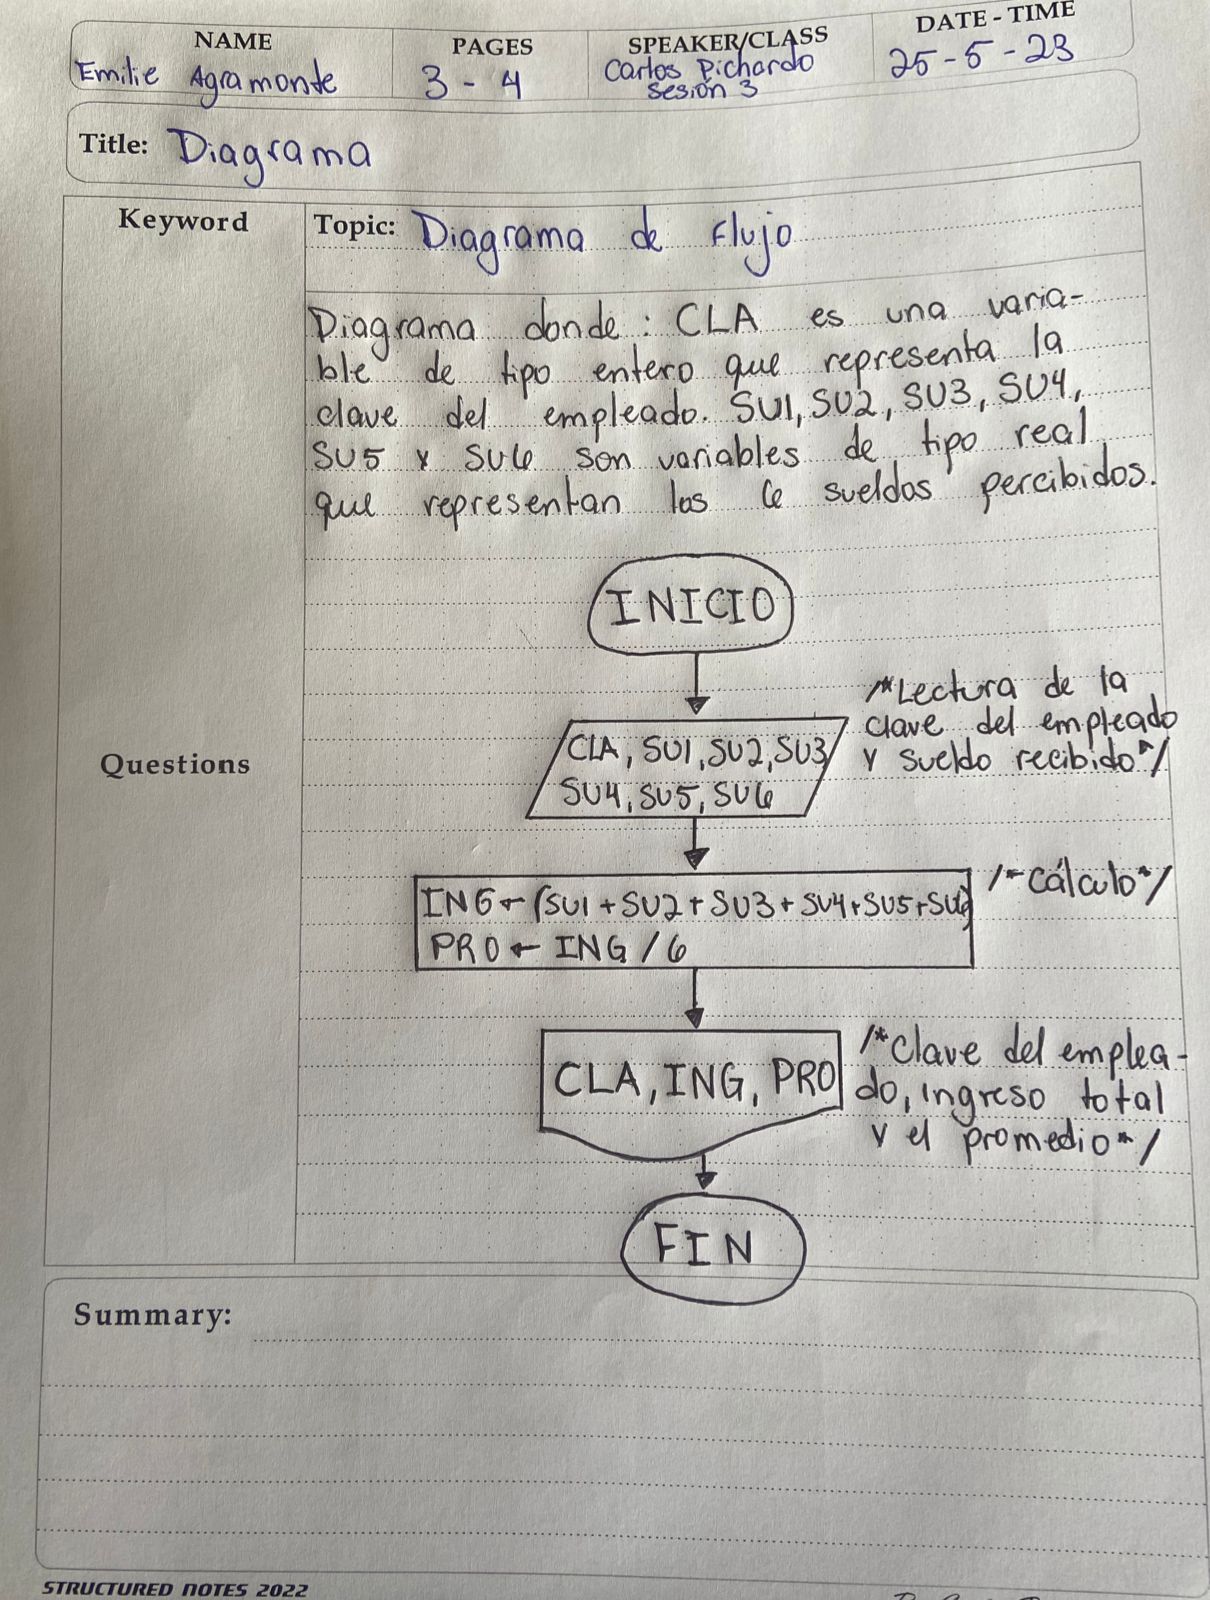 NAME
Emilie Agramonte
PAGES
3 - 4
SPEAKER/CLASS
Carlos Pichardo
Sesión 3
DATE - TIME
25-5-23
Title: Diagrama
Keyword
Topic: Diagrama de Flujo
Diagrama donde: CLA es una varia-
ble de tipo entero que representa la
clave del empleado. SU1, SU2, SU3, SU4,
SU5 y SU6 son variables de tipo real
que representan los 6 sueldos percibidos.
INICIO
/*Lectura de la
clave del empleado
y sueldo recibido*/
CLA, SU1, SU2, SU3
SU4, SU5, SU6
Questions
ING ← (SU1 + SU2 + SU3 + SU4 + SU5 + SU6)
PRO ← ING / 6
/*Cálculo*/
CLA, ING, PRO
/*Clave del emplea-
do, ingreso total
y el promedio*/
FIN
Summary:
STRUCTURED NOTES 2022